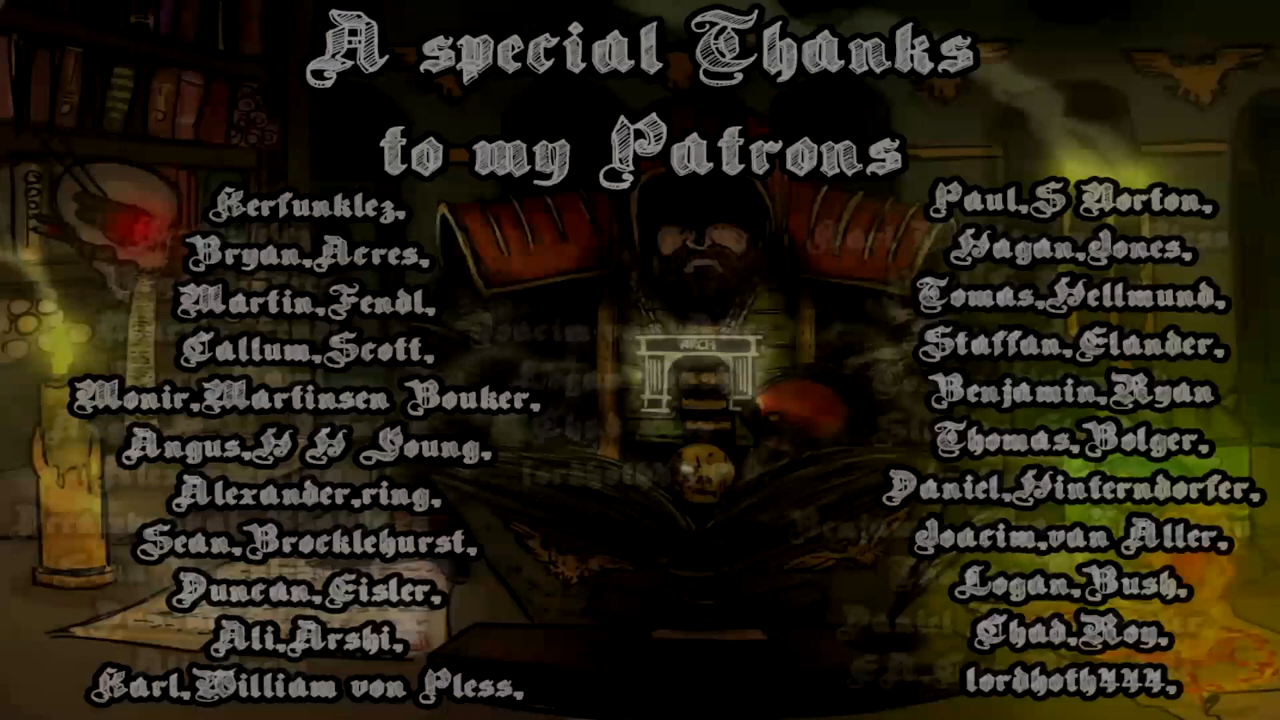 A special Thanks
to my Patrons
Kerfunklez,
Bryan,Acres,
Martin,Fendl,
Callum,Scott,
Monir,Martinsen Bouker,
Angus,H H Young,
Alexander,ring,
Sean,Brocklehurst,
Duncan,Eisler,
Ali,Arshi,
Karl,William von Pless,
Paul,S Norton,
Hagan,Jones,
Tomas,Hellmund,
Staffan,Elander,
Benjamin,Ryan
Thomas,Bolger,
Daniel,Hinterndorfer,
Joacim,van Aller,
Logan,Bush,
Chad,Roy,
lordhoth444,
ARCH